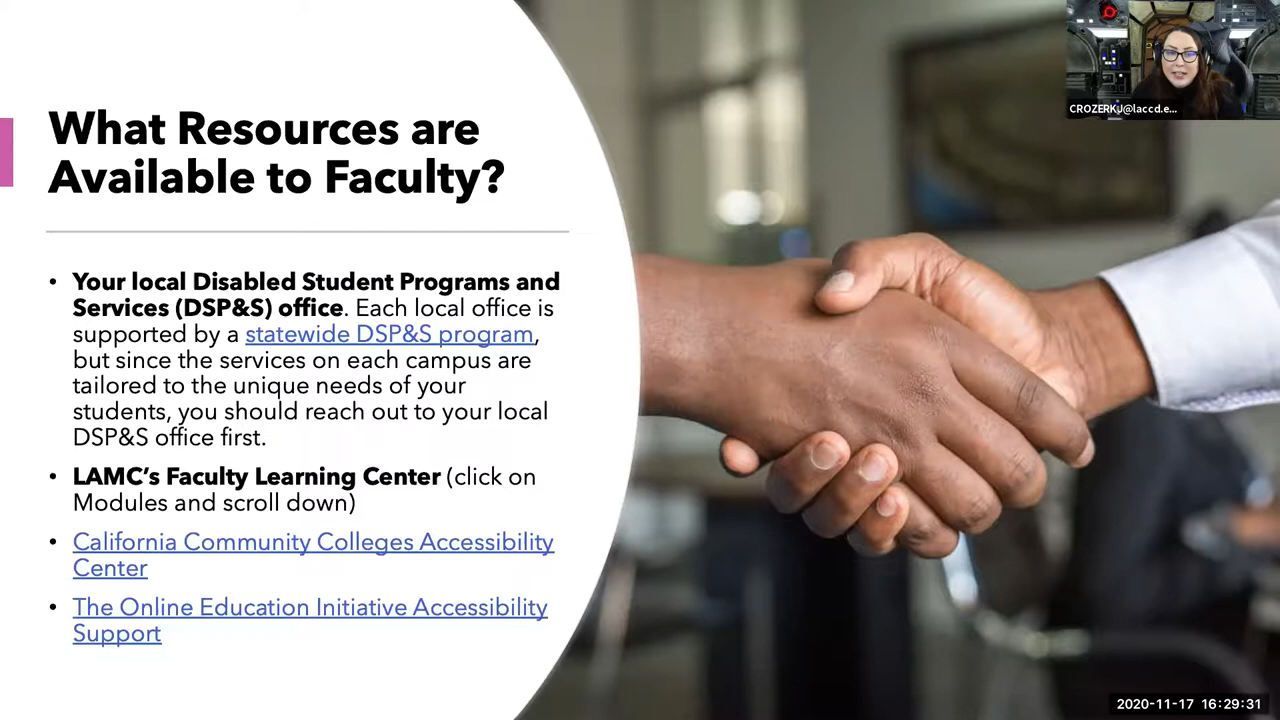 What Resources are
Available to Faculty?
• Your local Disabled Student Programs and
Services (DSP&S) office. Each local office is
supported by a statewide DSP&S program,
but since the services on each campus are
tailored to the unique needs of your
students, you should reach out to your local
DSP&S office first.
• LAMC’s Faculty Learning Center (click on
Modules and scroll down)
• California Community Colleges Accessibility
Center
• The Online Education Initiative Accessibility
Support
CROZERKJ@laccd.e...
2020-11-17 16:29:31